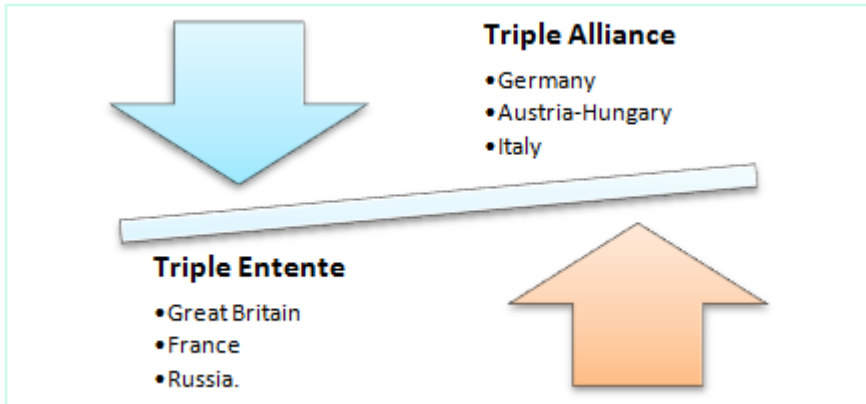 Triple Alliance
•Germany
•Austria-Hungary
•Italy
Triple Entente
•Great Britain
•France
•Russia.